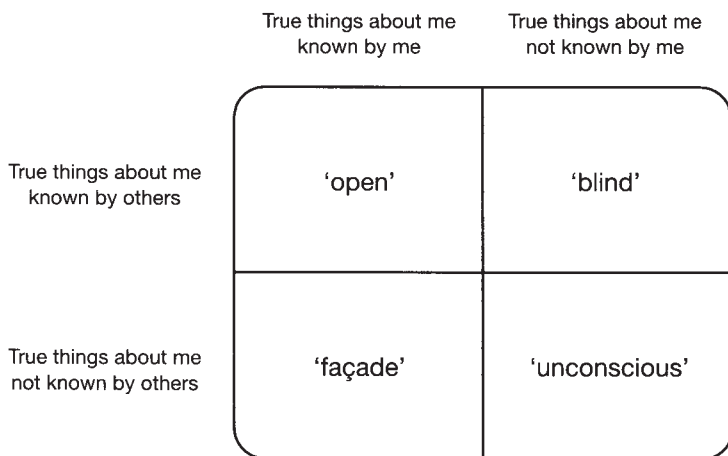 True things about me
known by me
True things about me
not known by me
True things about me
known by others
‘open’
‘blind’
True things about me
not known by others
‘façade’
‘unconscious’